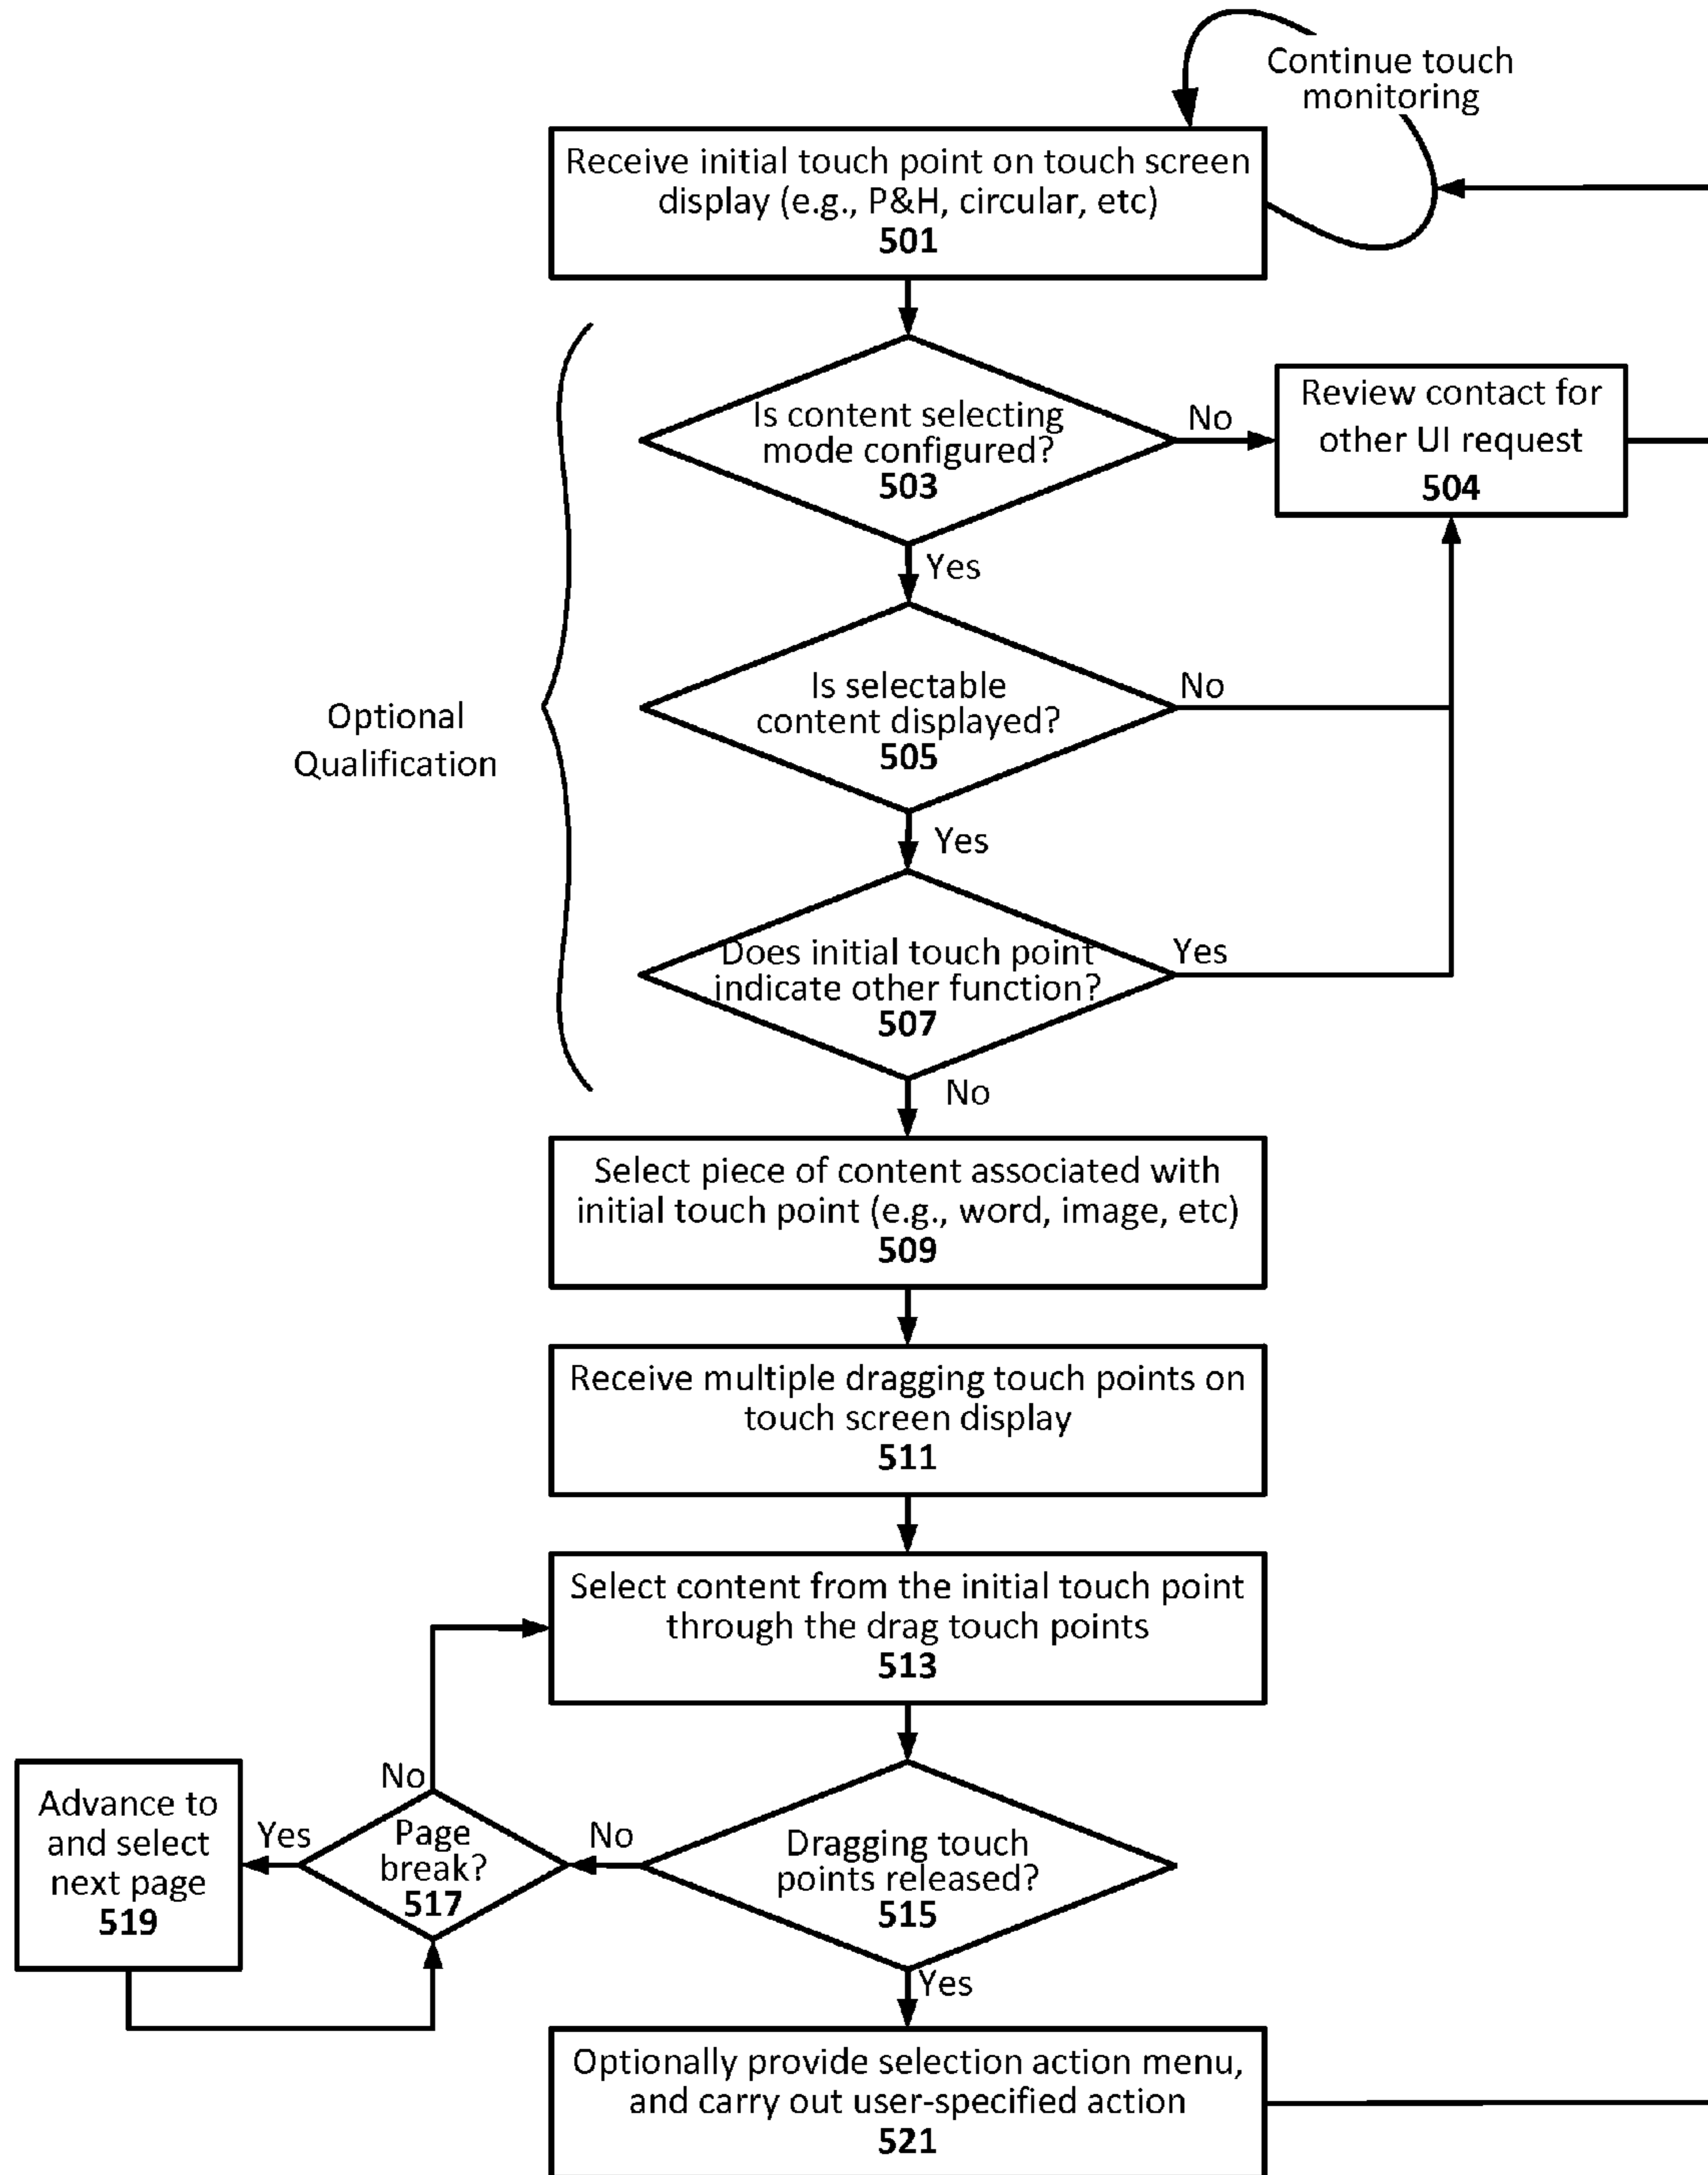 Continue touch
monitoring
Receive initial touch point on touch screen
display (e.g., P&H, circular, etc)
501
Is content selecting
mode configured?
503
No
Review contact for
other UI request
504
Yes
Optional
Qualification
Is selectable
content displayed?
505
No
Yes
Does initial touch point
indicate other function?
507
Yes
No
Select piece of content associated with
initial touch point (e.g., word, image, etc)
509
Receive multiple dragging touch points on
touch screen display
511
Select content from the initial touch point
through the drag touch points
513
Advance to
and select
next page
519
Yes
No
Page
break?
517
No
Dragging touch
points released?
515
Yes
Optionally provide selection action menu,
and carry out user-specified action
521